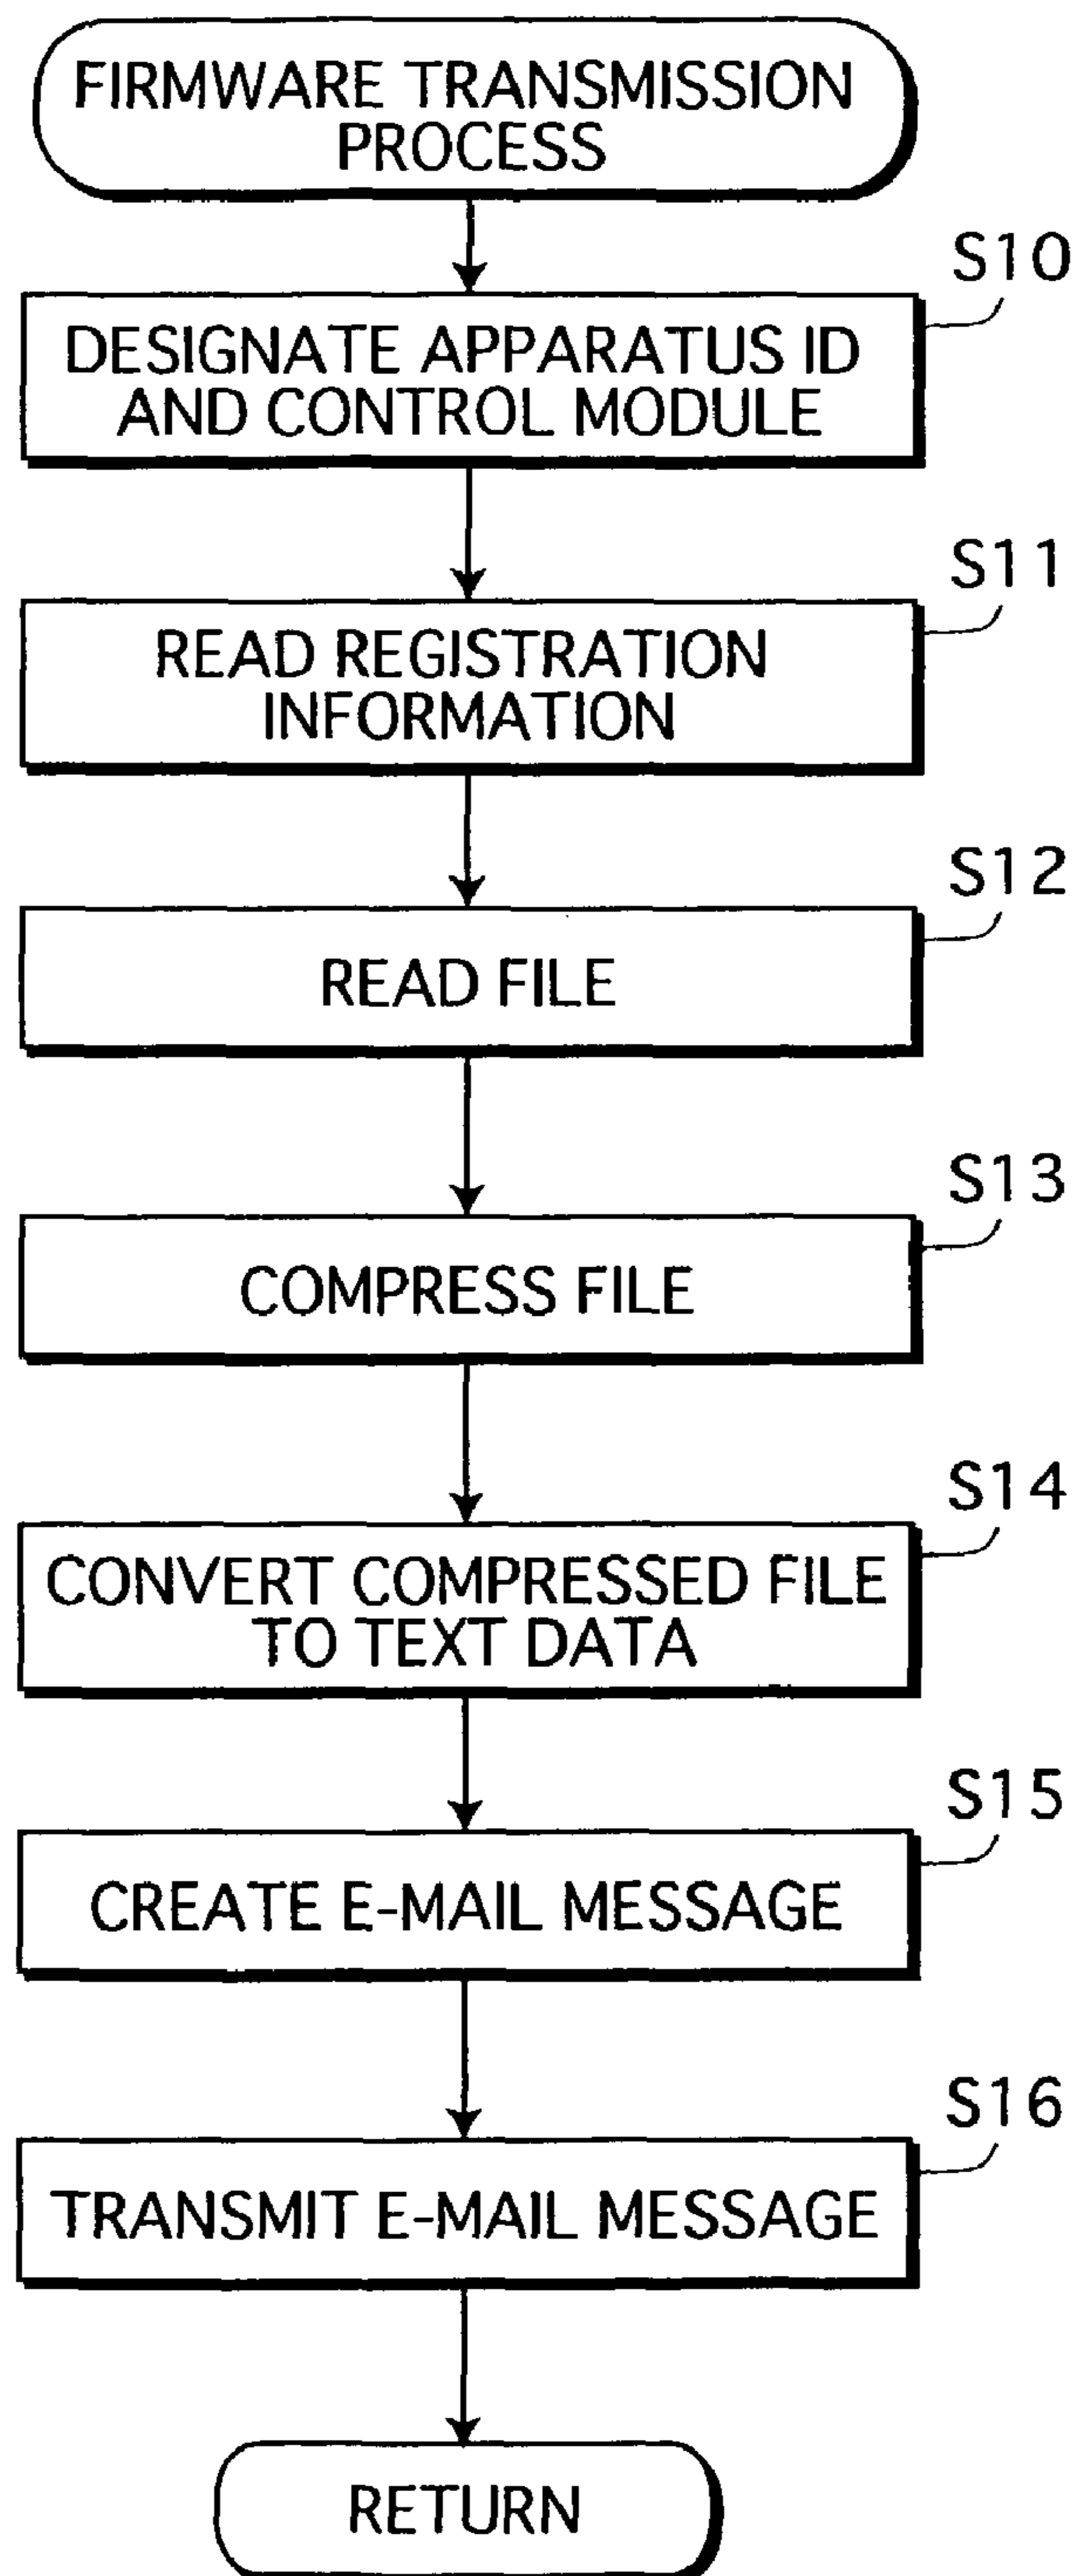 FIRMWARE TRANSMISSION
PROCESS
S10
DESIGNATE APPARATUS ID
AND CONTROL MODULE
S11
READ REGISTRATION
INFORMATION
S12
READ FILE
S13
COMPRESS FILE
S14
CONVERT COMPRESSED FILE
TO TEXT DATA
S15
CREATE E-MAIL MESSAGE
S16
TRANSMIT E-MAIL MESSAGE
RETURN